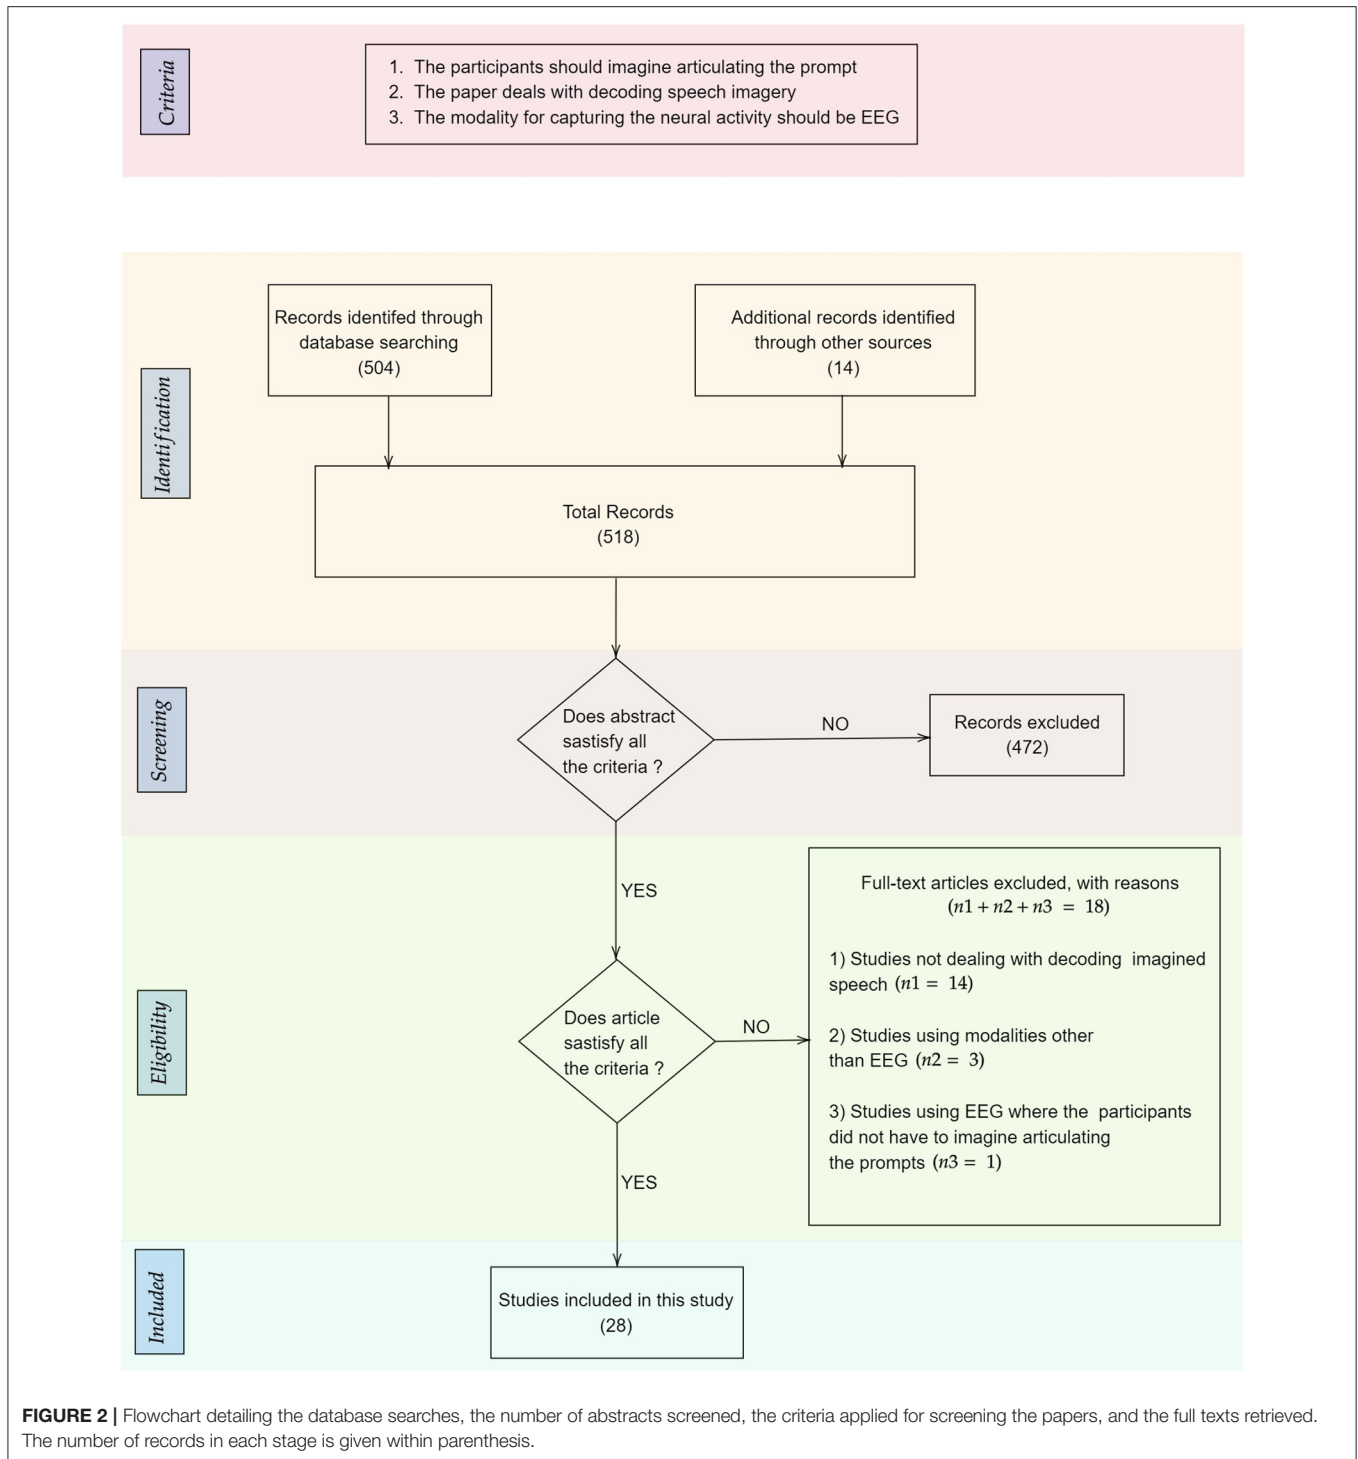 Criteria
1. The participants should imagine articulating the prompt
2. The paper deals with decoding speech imagery
3. The modality for capturing the neural activity should be EEG
Identification
Records identifed through
database searching
(504)
Additional records identified
through other sources
(14)
Total Records
(518)
Screening
Does abstract
sastisfy all
the criteria ?
NO
Records excluded
(472)
YES
Eligibility
Does article
sastisfy all
the criteria ?
NO
Full-text articles excluded, with reasons
(n1 + n2 + n3 = 18)
1) Studies not dealing with decoding imagined
speech (n1 = 14)
2) Studies using modalities other
than EEG (n2 = 3)
3) Studies using EEG where the participants
did not have to imagine articulating
the prompts (n3 = 1)
YES
Included
Studies included in this study
(28)
FIGURE 2 | Flowchart detailing the database searches, the number of abstracts screened, the criteria applied for screening the papers, and the full texts retrieved.
The number of records in each stage is given within parenthesis.